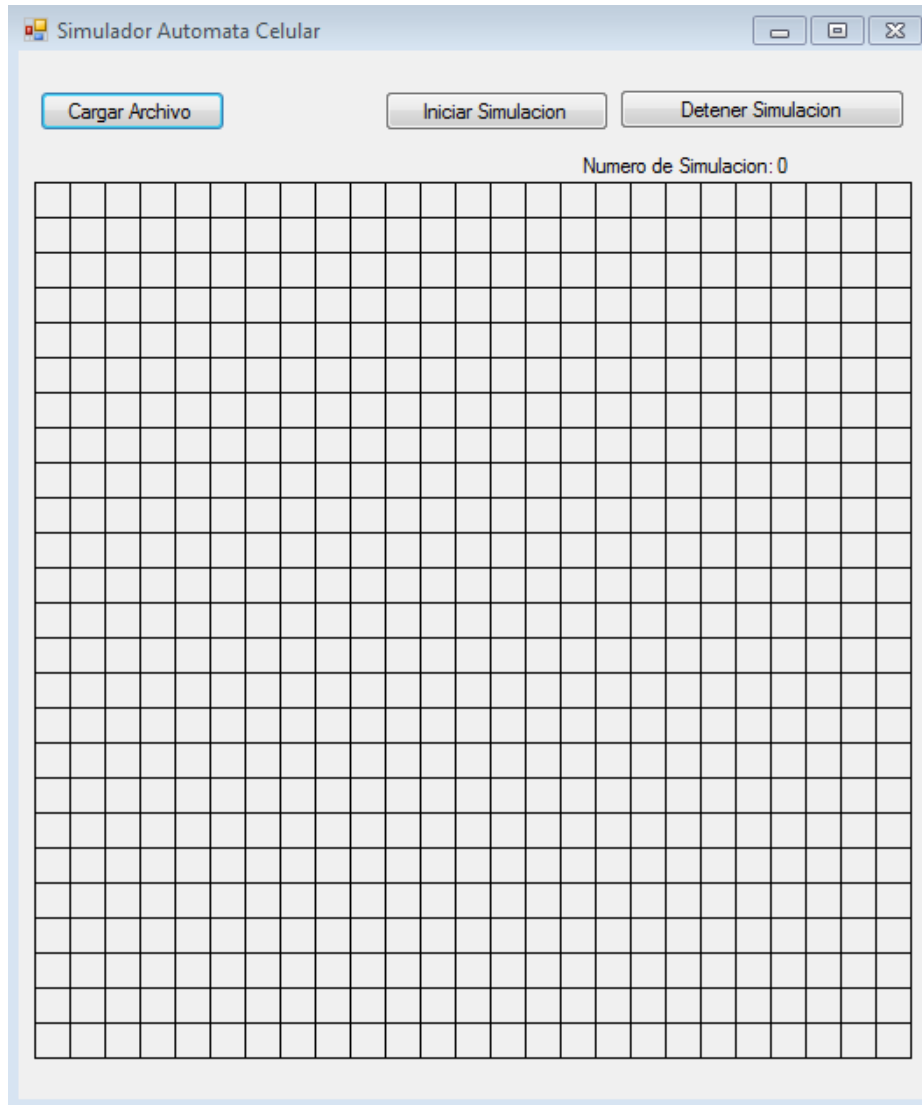 Simulador Automata Celular
Cargar Archivo
Iniciar Simulacion
Detener Simulacion
Numero de Simulacion: 0